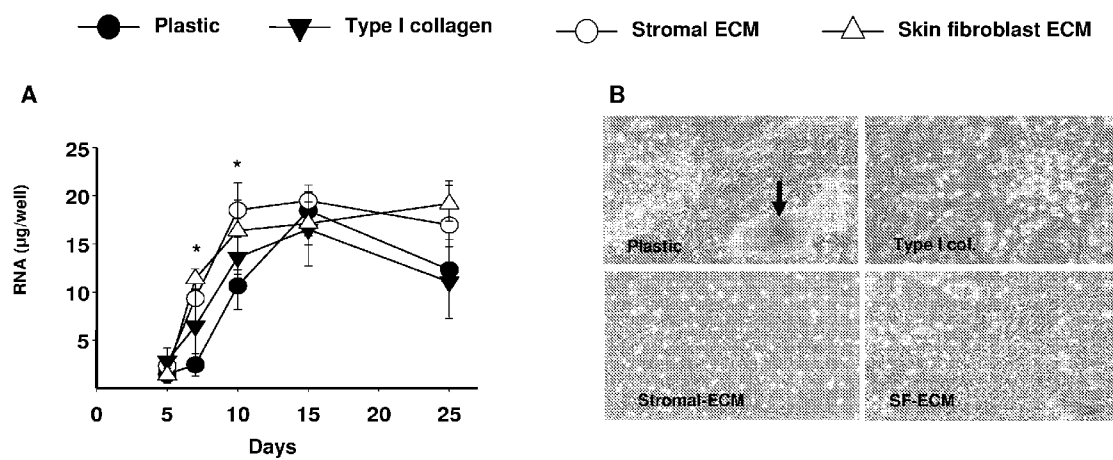 Plastic Type I collagen Stromal ECM Skin fibroblast ECM
A
25
20
15
10
5
RNA (µg/well)
*
*
0 5 10 15 20 25
Days
B
Plastic
Type I col.
Stromal-ECM
SF-ECM